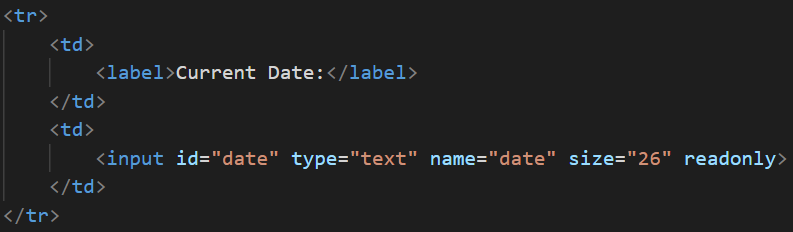 <tr>
    <td>
        <label>Current Date:</label>
    </td>
    <td>
        <input id="date" type="text" name="date" size="26" readonly>
    </td>
</tr>